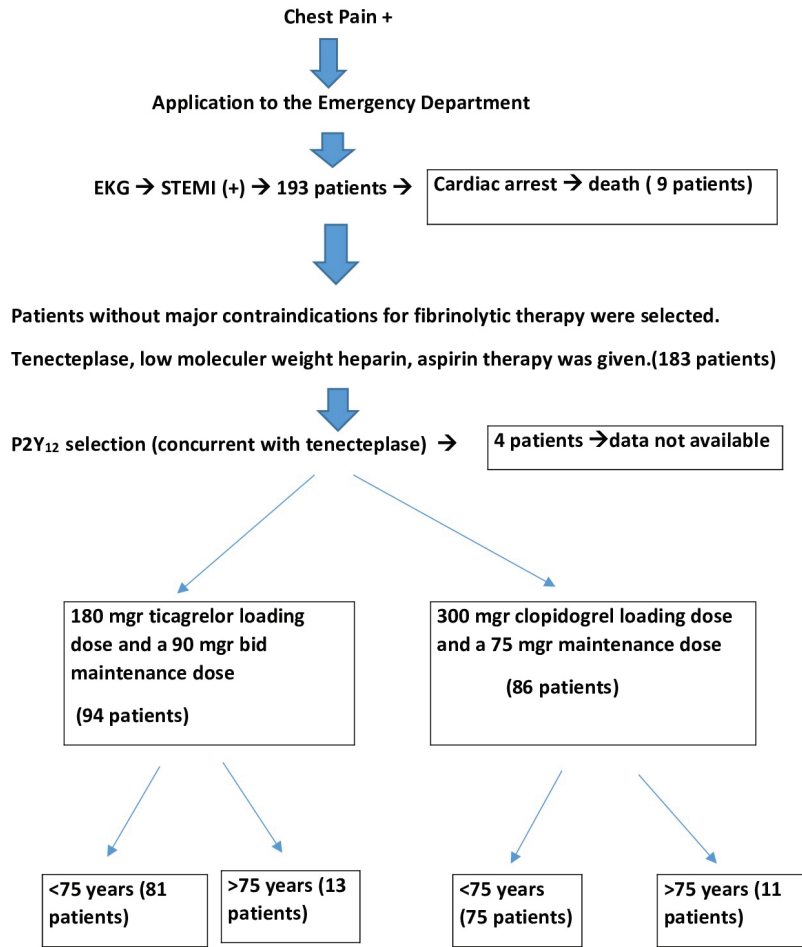 Chest Pain +
Application to the Emergency Department
EKG → STEMI (+) → 193 patients →
Cardiac arrest → death ( 9 patients)
Patients without major contraindications for fibrinolytic therapy were selected.
Tenecteplase, low moleculer weight heparin, aspirin therapy was given.(183 patients)
P2Y₁₂ selection (concurrent with tenecteplase) →
4 patients →data not available
180 mgr ticagrelor loading
dose and a 90 mgr bid
maintenance dose
(94 patients)
300 mgr clopidogrel loading dose
and a 75 mgr maintenance dose
(86 patients)
<75 years (81
patients)
>75 years (13
patients)
<75 years
(75 patients)
>75 years (11
patients)